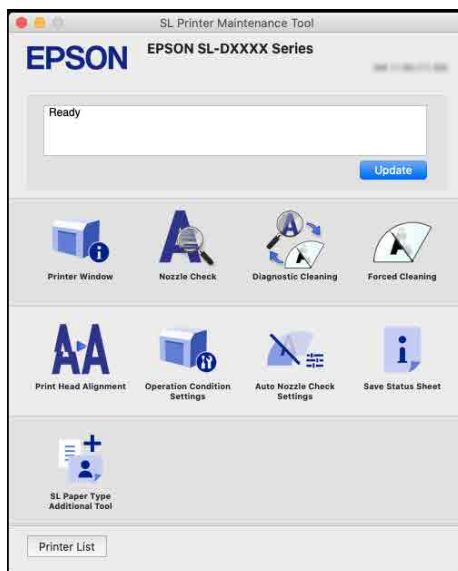 SL Printer Maintenance Tool
EPSON
EPSON SL-DXXXX Series
Ready
Update
Printer Window
Nozzle Check
Diagnostic Cleaning
Forced Cleaning
Print Head Alignment
Operation Condition
Settings
Auto Nozzle Check
Settings
Save Status Sheet
SL Paper Type
Additional Tool
Printer List